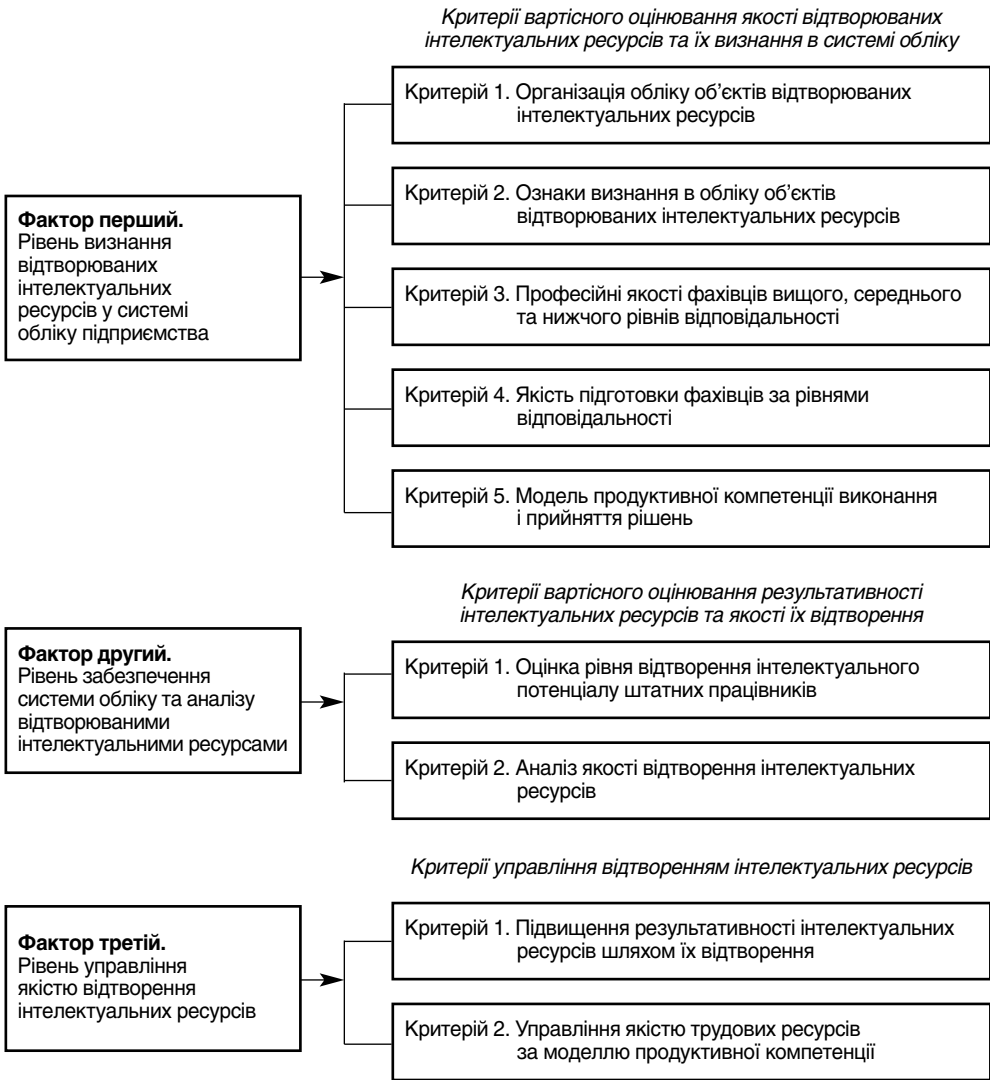 Критерії вартісного оцінювання якості відтворюваних
інтелектуальних ресурсів та їх визнання в системі обліку
Фактор перший.
Рівень визнання
відтворюваних
інтелектуальних
ресурсів у системі
обліку підприємства
Критерій 1. Організація обліку об’єктів відтворюваних
інтелектуальних ресурсів
Критерій 2. Ознаки визнання в обліку об’єктів
відтворюваних інтелектуальних ресурсів
Критерій 3. Професійні якості фахівців вищого, середнього
та нижчого рівнів відповідальності
Критерій 4. Якість підготовки фахівців за рівнями
відповідальності
Критерій 5. Модель продуктивної компетенції виконання
і прийняття рішень
Критерії вартісного оцінювання результативності
інтелектуальних ресурсів та якості їх відтворення
Фактор другий.
Рівень забезпечення
системи обліку та аналізу
відтворюваними
інтелектуальними ресурсами
Критерій 1. Оцінка рівня відтворення інтелектуального
потенціалу штатних працівників
Критерій 2. Аналіз якості відтворення інтелектуальних
ресурсів
Критерії управління відтворенням інтелектуальних ресурсів
Фактор третій.
Рівень управління
якістю відтворення
інтелектуальних ресурсів
Критерій 1. Підвищення результативності інтелектуальних
ресурсів шляхом їх відтворення
Критерій 2. Управління якістю трудових ресурсів
за моделлю продуктивної компетенції